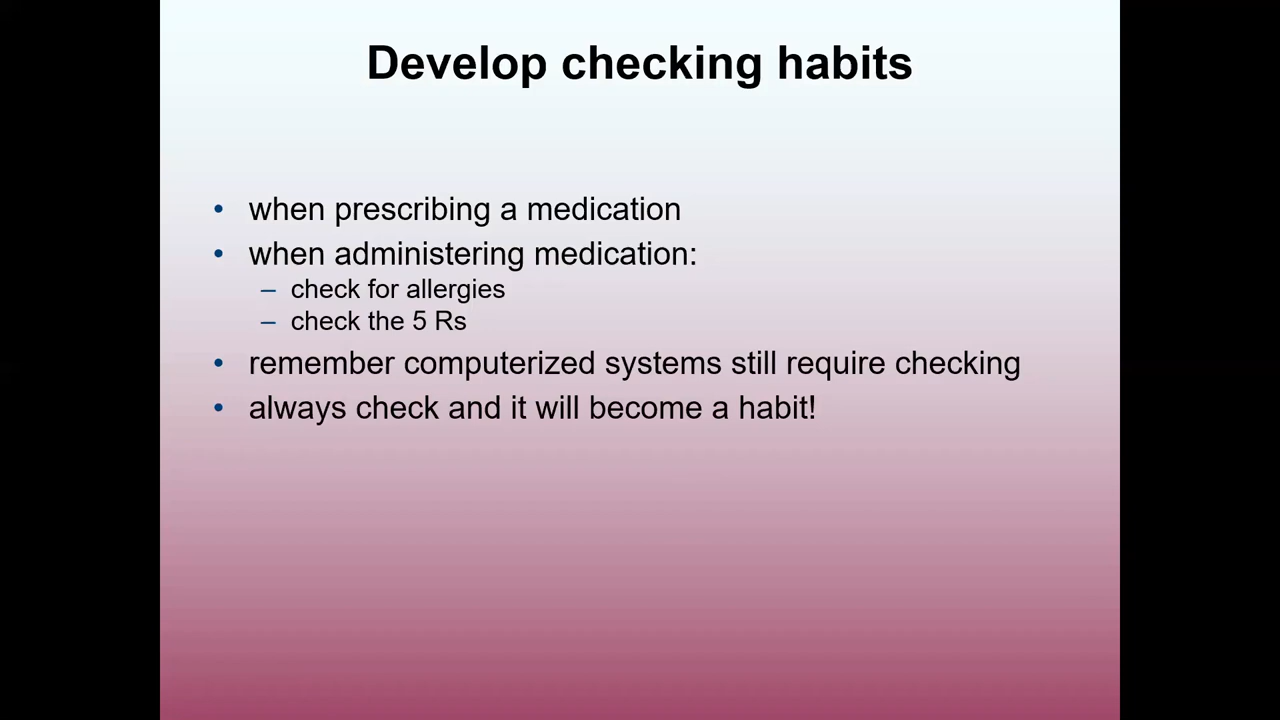 Develop checking habits
• when prescribing a medication
• when administering medication:
– check for allergies
– check the 5 Rs
• remember computerized systems still require checking
• always check and it will become a habit!